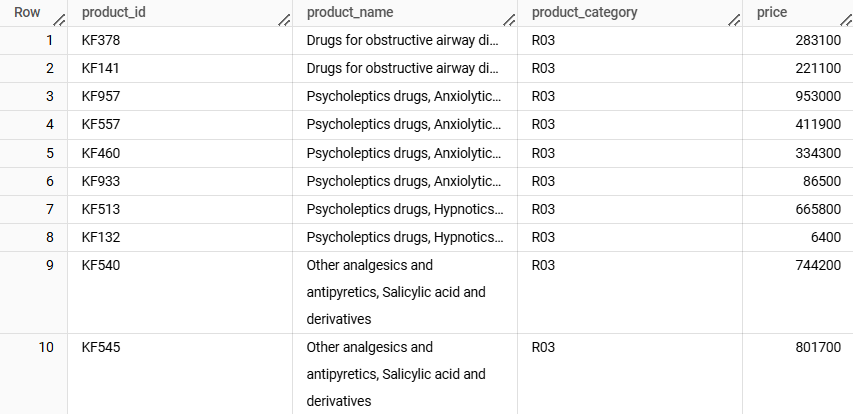 Row product_id product_name product_category price
1 KF378 Drugs for obstructive airway di... R03 283100
2 KF141 Drugs for obstructive airway di... R03 221100
3 KF957 Psycholeptics drugs, Anxiolytic... R03 953000
4 KF557 Psycholeptics drugs, Anxiolytic... R03 411900
5 KF460 Psycholeptics drugs, Anxiolytic... R03 334300
6 KF933 Psycholeptics drugs, Anxiolytic... R03 86500
7 KF513 Psycholeptics drugs, Hypnotics... R03 665800
8 KF132 Psycholeptics drugs, Hypnotics... R03 6400
9 KF540 Other analgesics and R03 744200
antipyretics, Salicylic acid and
derivatives
10 KF545 Other analgesics and R03 801700
antipyretics, Salicylic acid and
derivatives